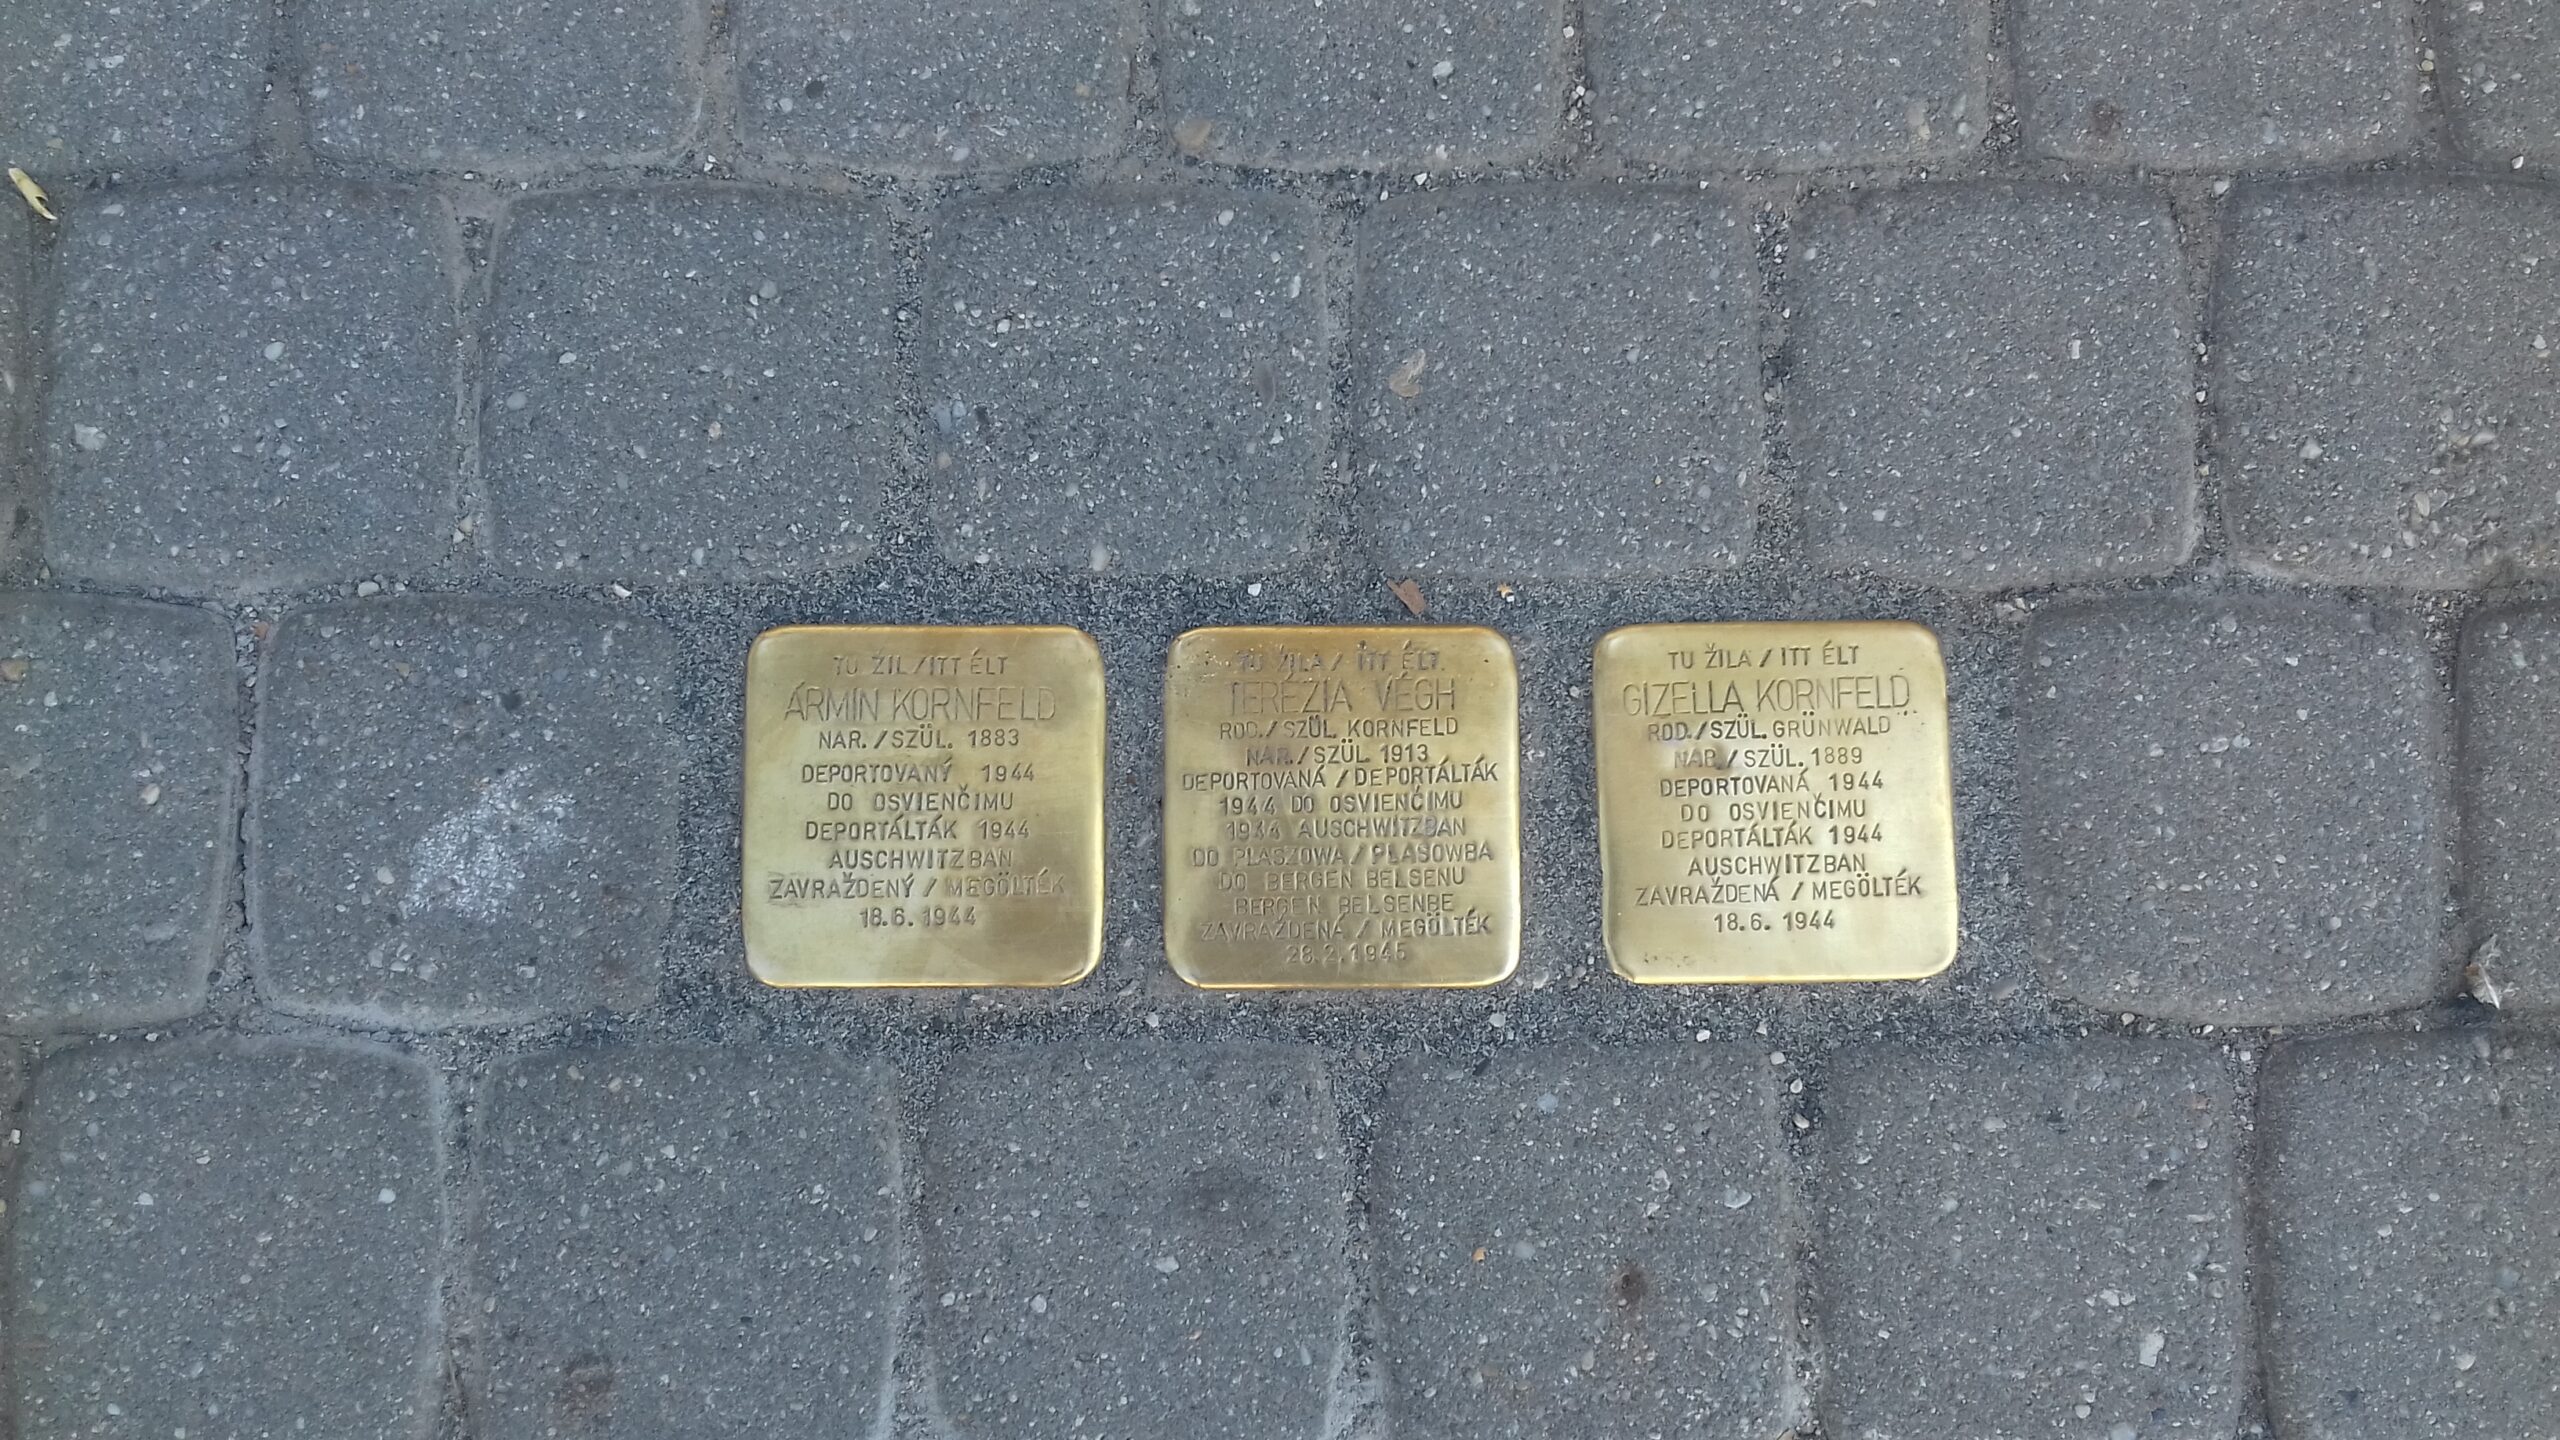 TU ŽIL/ITT ÉLT
ÁRMIN KORNFELD
NAR./SZÜL. 1883
DEPORTOVANÝ 1944
DO OSVIENČIMU
DEPORTÁLTÁK 1944
AUSCHWITZBAN
ZAVRAŽDENÝ / MEGÖLTÉK
18.6.1944
TU ŽILA / ITT ÉLT
TERÉZIA VÉGH
ROD./SZÜL. KORNFELD
NAR./SZÜL. 1913
DEPORTOVANÁ / DEPORTÁLTÁK
1944 DO OSVIENČIMU
1944 AUSCHWITZBAN
DO PLASZOWA / PLASOWBA
DO BERGEN BELSENU
BERGEN BELSENBE
ZAVRAŽDENÁ / MEGÖLTÉK
28.2.1945
TU ŽILA / ITT ÉLT
GIZELLA KORNFELD
ROD./SZÜL. GRÜNWALD
NAR./SZÜL. 1889
DEPORTOVANÁ 1944
DO OSVIENČIMU
DEPORTÁLTÁK 1944
AUSCHWITZBAN
ZAVRAŽDENÁ / MEGÖLTÉK
18.6.1944